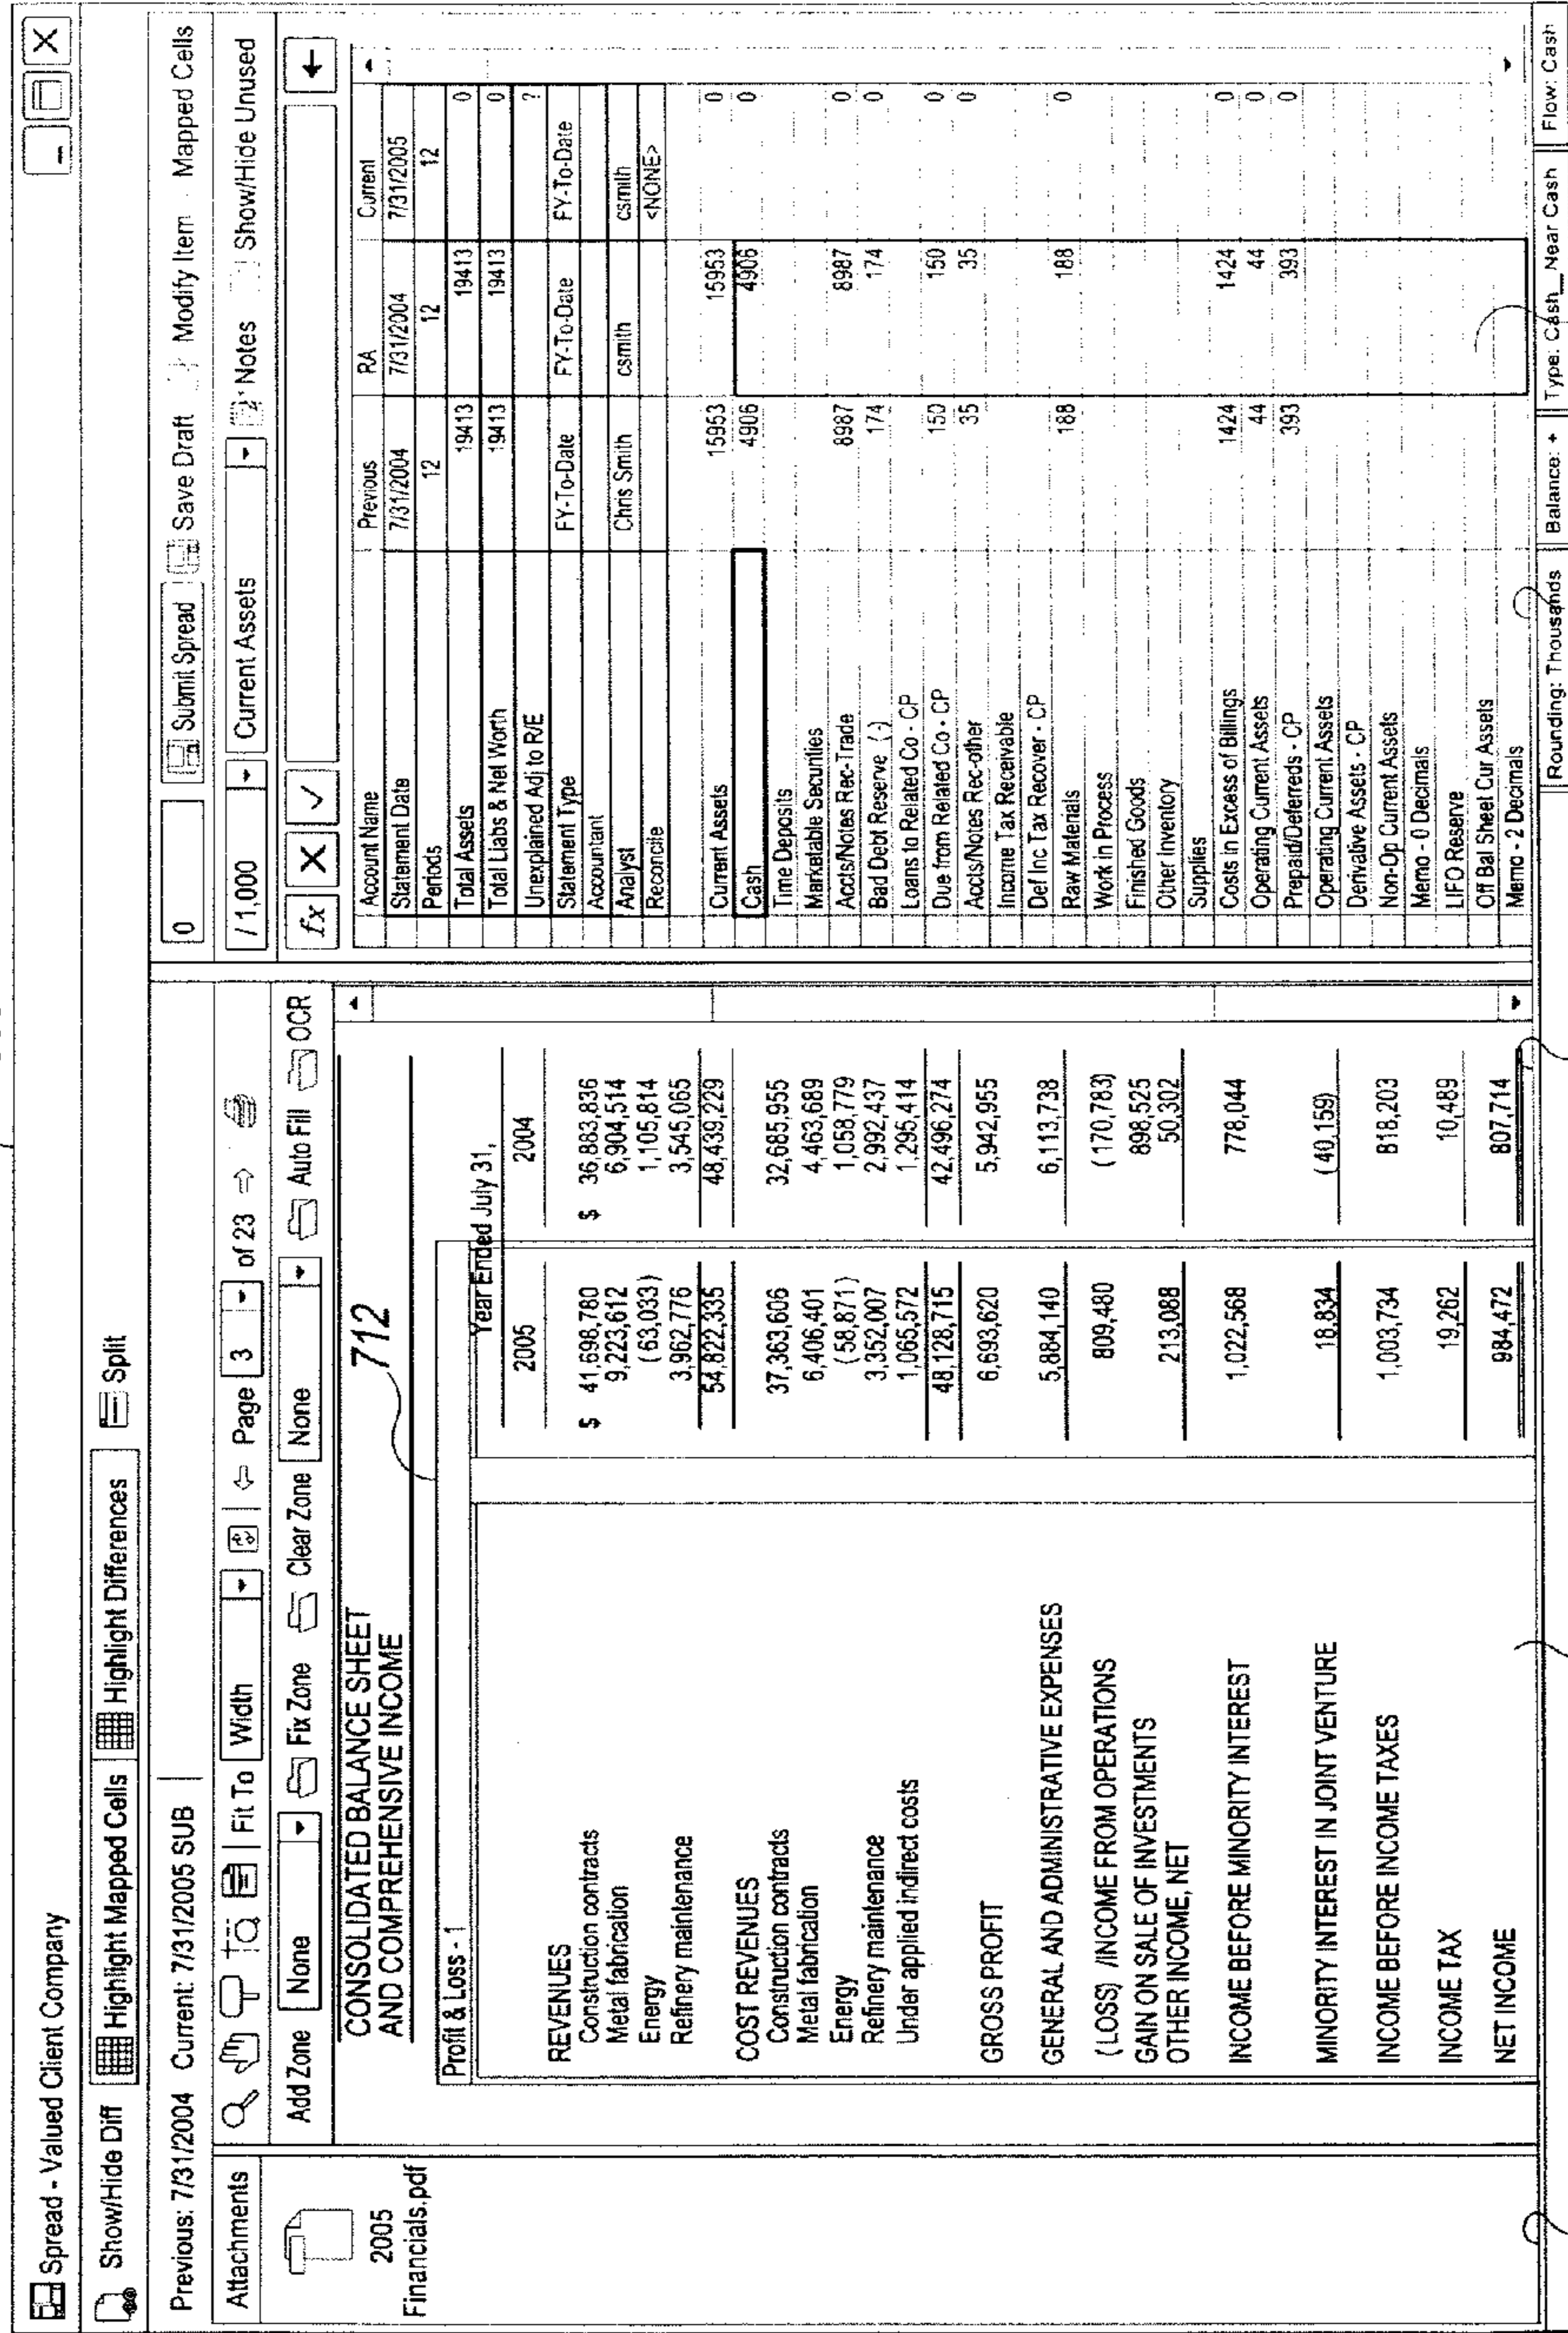 Spread - Valued Client Company
Show/Hide Diff Highlight Mapped Cells Highlight Differences Split
Previous: 7/31/2004 Current: 7/31/2005 SUB
Attachments
2005
Financials.pdf
Fit To Width Page 3 of 23
Add Zone None Fix Zone Clear Zone None Auto Fill OCR
CONSOLIDATED BALANCE SHEET
AND COMPREHENSIVE INCOME
712
Profit & Loss - 1
Year Ended July 31,
2005 2004
REVENUES
Construction contracts $ 41,698,780 $ 36,883,836
Metal fabrication 9,223,612 6,904,514
Energy (63,033) 1,105,814
Refinery maintenance 3,962,776 3,545,065
54,822,335 48,439,229
COST REVENUES
Construction contracts 37,363,606 32,685,955
Metal fabrication 6,406,401 4,463,689
Energy (58,871) 1,058,779
Refinery maintenance 3,352,007 2,992,437
Under applied indirect costs 1,065,572 1,295,414
48,128,715 42,496,274
GROSS PROFIT 6,693,620 5,942,955
GENERAL AND ADMINISTRATIVE EXPENSES 5,884,140 6,113,738
(LOSS) /INCOME FROM OPERATIONS 809,480 (170,783)
GAIN ON SALE OF INVESTMENTS 898,525
OTHER INCOME, NET 213,088 50,302
INCOME BEFORE MINORITY INTEREST 1,022,568 778,044
MINORITY INTEREST IN JOINT VENTURE 18,834 (40,159)
INCOME BEFORE INCOME TAXES 1,003,734 818,203
INCOME TAX 19,262 10,489
NET INCOME 984,472 807,714
0 Submit Spread Save Draft Modify Item Mapped Cells
/ 1,000 Current Assets Notes Show/Hide Unused
fx X ✓
Account Name Previous RA Current
Statement Date 7/31/2004 7/31/2004 7/31/2005
Periods 12 12 12
Total Assets 19413 19413 0
Total Liabs & Net Worth 19413 19413 0
Unexplained Adj to R/E ?
Statement Type FY-To-Date FY-To-Date FY-To-Date
Accountant
Analyst Chris Smith csmith csmith
Reconcile <NONE>
Current Assets 15953 15953 0
Cash 4906 4906 0
Time Deposits
Marketable Securities
Accts/Notes Rec-Trade 8987 8987 0
Bad Debt Reserve (-) 174 174 0
Loans to Related Co - CP
Due from Related Co - CP 150 150 0
Accts/Notes Rec-other 35 35 0
Income Tax Receivable
Def Inc Tax Recover - CP
Raw Materials 188 188 0
Work in Process
Finished Goods
Other Inventory
Supplies
Costs in Excess of Billings 1424 1424 0
Operating Current Assets 44 44 0
Prepaid/Deferreds - CP 393 393 0
Operating Current Assets
Derivative Assets - CP
Non-Op Current Assets
Memo - 0 Decimals
LIFO Reserve
Off Bal Sheet Cur Assets
Memo - 2 Decimals
Rounding: Thousands Balance: + Type: Cash_Near Cash Flow: Cash